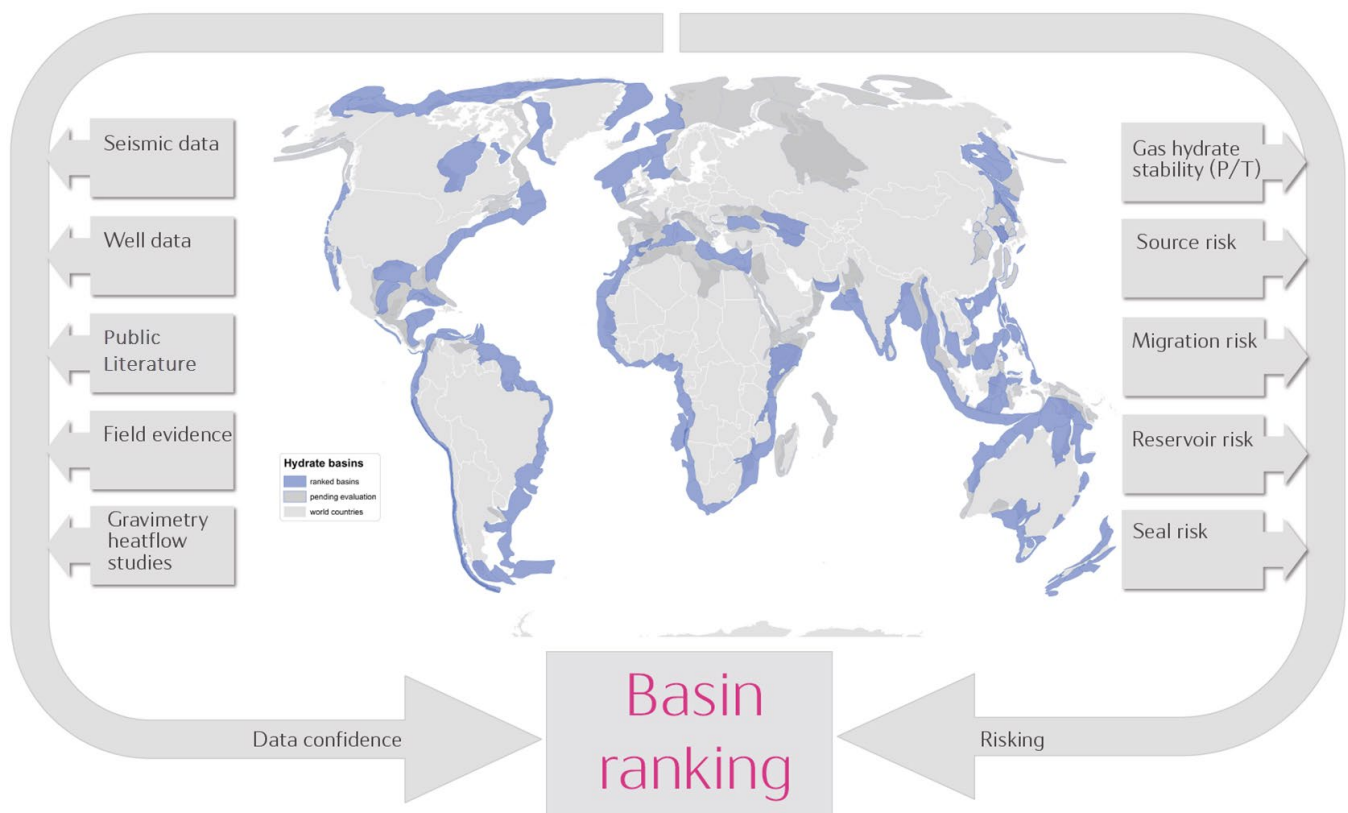 Seismic data
Well data
Public
Literature
Field evidence
Gravimetry
heatflow
studies
Hydrate basins
ranked basins
pending evaluation
world countries
Gas hydrate
stability (P/T)
Source risk
Migration risk
Reservoir risk
Seal risk
Data confidence
Basin
ranking
Risking